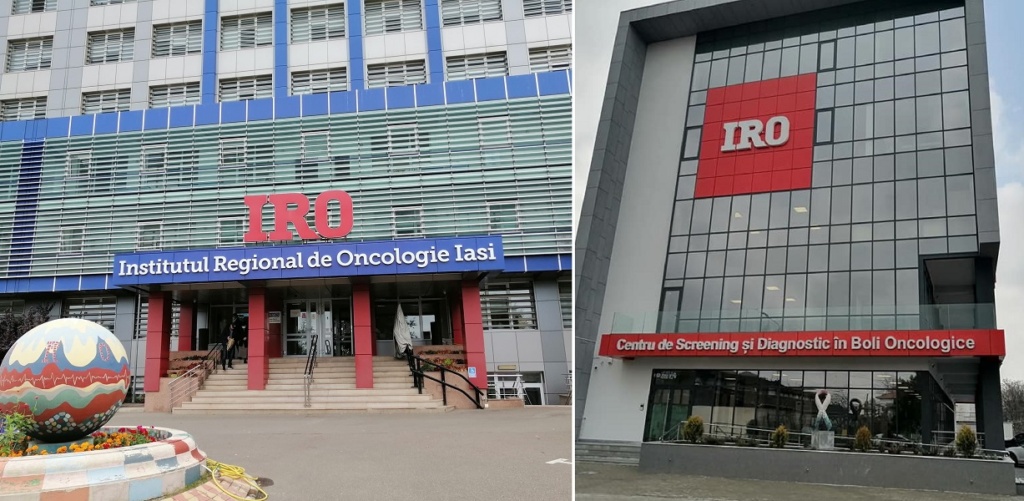 IRO
Institutul Regional de Oncologie Iasi
IRO
Centru de Screening și Diagnostic în Boli Oncologice